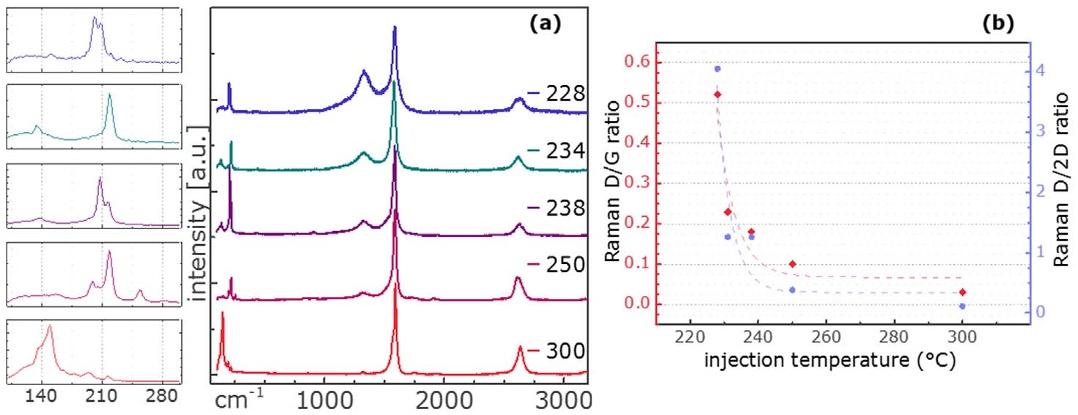 (a)
228
234
238
250
300
intensity [a.u.]
140 210 280
cm⁻¹ 1000 2000 3000
(b)
0.6
0.5
0.4
0.3
0.2
0.1
0.0
Raman D/G ratio
4
3
2
1
0
Raman D/2D ratio
220 240 260 280 300
injection temperature (°C)